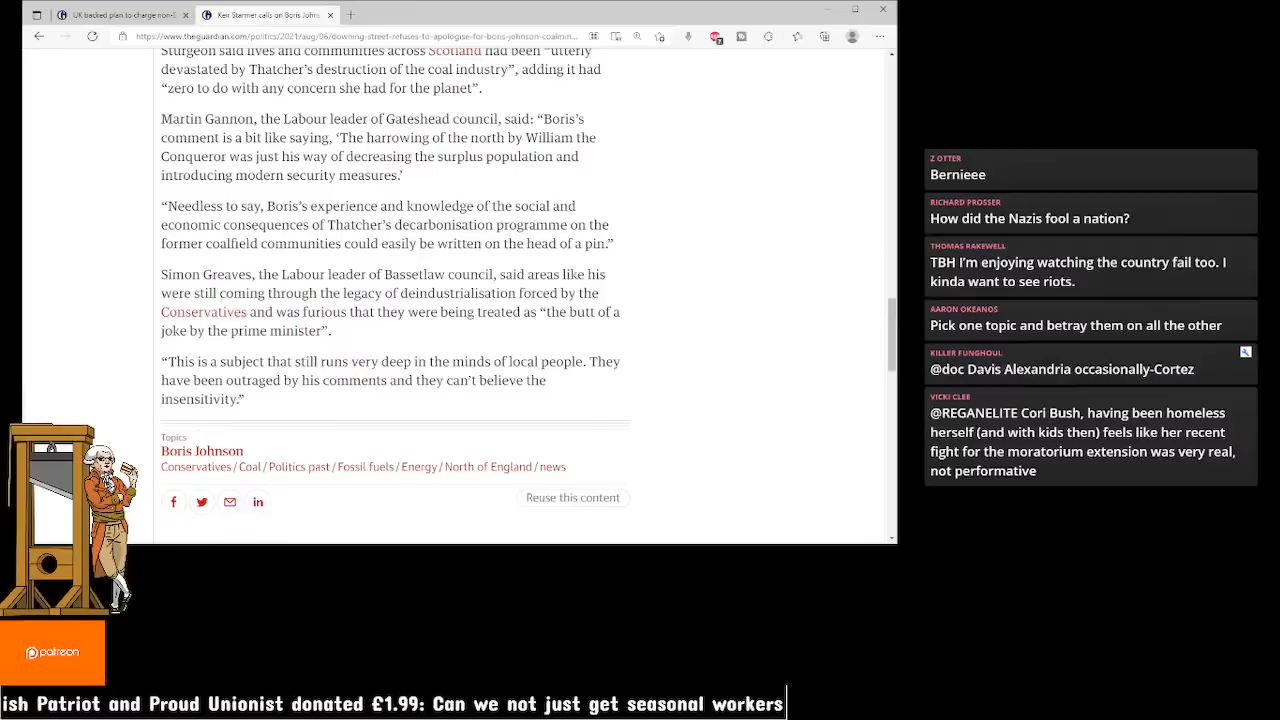 UK backed plan to charge non-S
Keir Starmer calls on Boris Johns
https://www.theguardian.com/politics/2021/aug/06/downing-street-refuses-to-apologise-for-boris-johnson-coalmin...
Sturgeon said lives and communities across Scotland had been “utterly
devastated by Thatcher’s destruction of the coal industry”, adding it had
“zero to do with any concern she had for the planet”.
Martin Gannon, the Labour leader of Gateshead council, said: “Boris’s
comment is a bit like saying, ‘The harrowing of the north by William the
Conqueror was just his way of decreasing the surplus population and
introducing modern security measures.’
“Needless to say, Boris’s experience and knowledge of the social and
economic consequences of Thatcher’s decarbonisation programme on the
former coalfield communities could easily be written on the head of a pin.”
Simon Greaves, the Labour leader of Bassetlaw council, said areas like his
were still coming through the legacy of deindustrialisation forced by the
Conservatives and was furious that they were being treated as “the butt of a
joke by the prime minister”.
“This is a subject that still runs very deep in the minds of local people. They
have been outraged by his comments and they can’t believe the
insensitivity.”
Topics
Boris Johnson
Conservatives / Coal / Politics past / Fossil fuels / Energy / North of England / news
Reuse this content
Z OTTER
Bernieee
RICHARD PROSSER
How did the Nazis fool a nation?
THOMAS RAKEWELL
TBH I’m enjoying watching the country fail too. I
kinda want to see riots.
AARON OKEANOS
Pick one topic and betray them on all the other
KILLER FUNGHOUL
@doc Davis Alexandria occasionally-Cortez
VICKI CLEE
@REGANELITE Cori Bush, having been homeless
herself (and with kids then) feels like her recent
fight for the moratorium extension was very real,
not performative
patreon
ish Patriot and Proud Unionist donated £1.99: Can we not just get seasonal workers